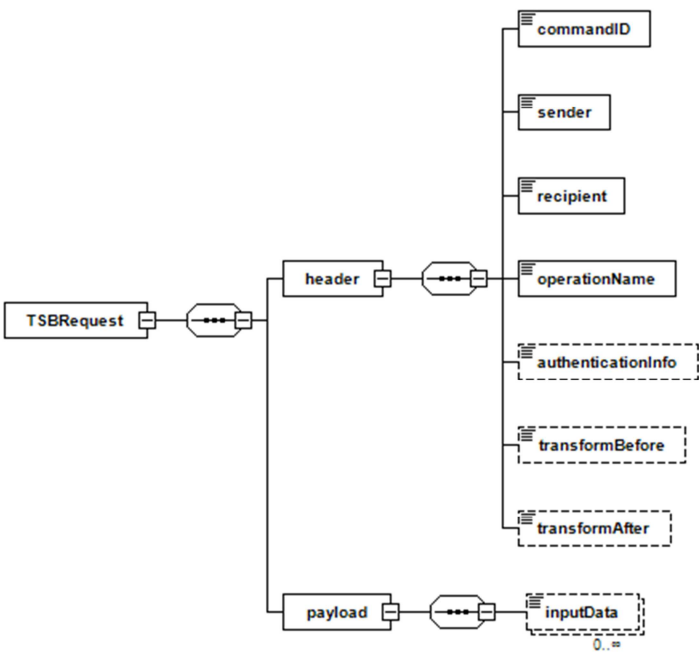 commandID
sender
recipient
header
operationName
TSBRequest
authenticationInfo
transformBefore
transformAfter
payload
inputData
0..∞